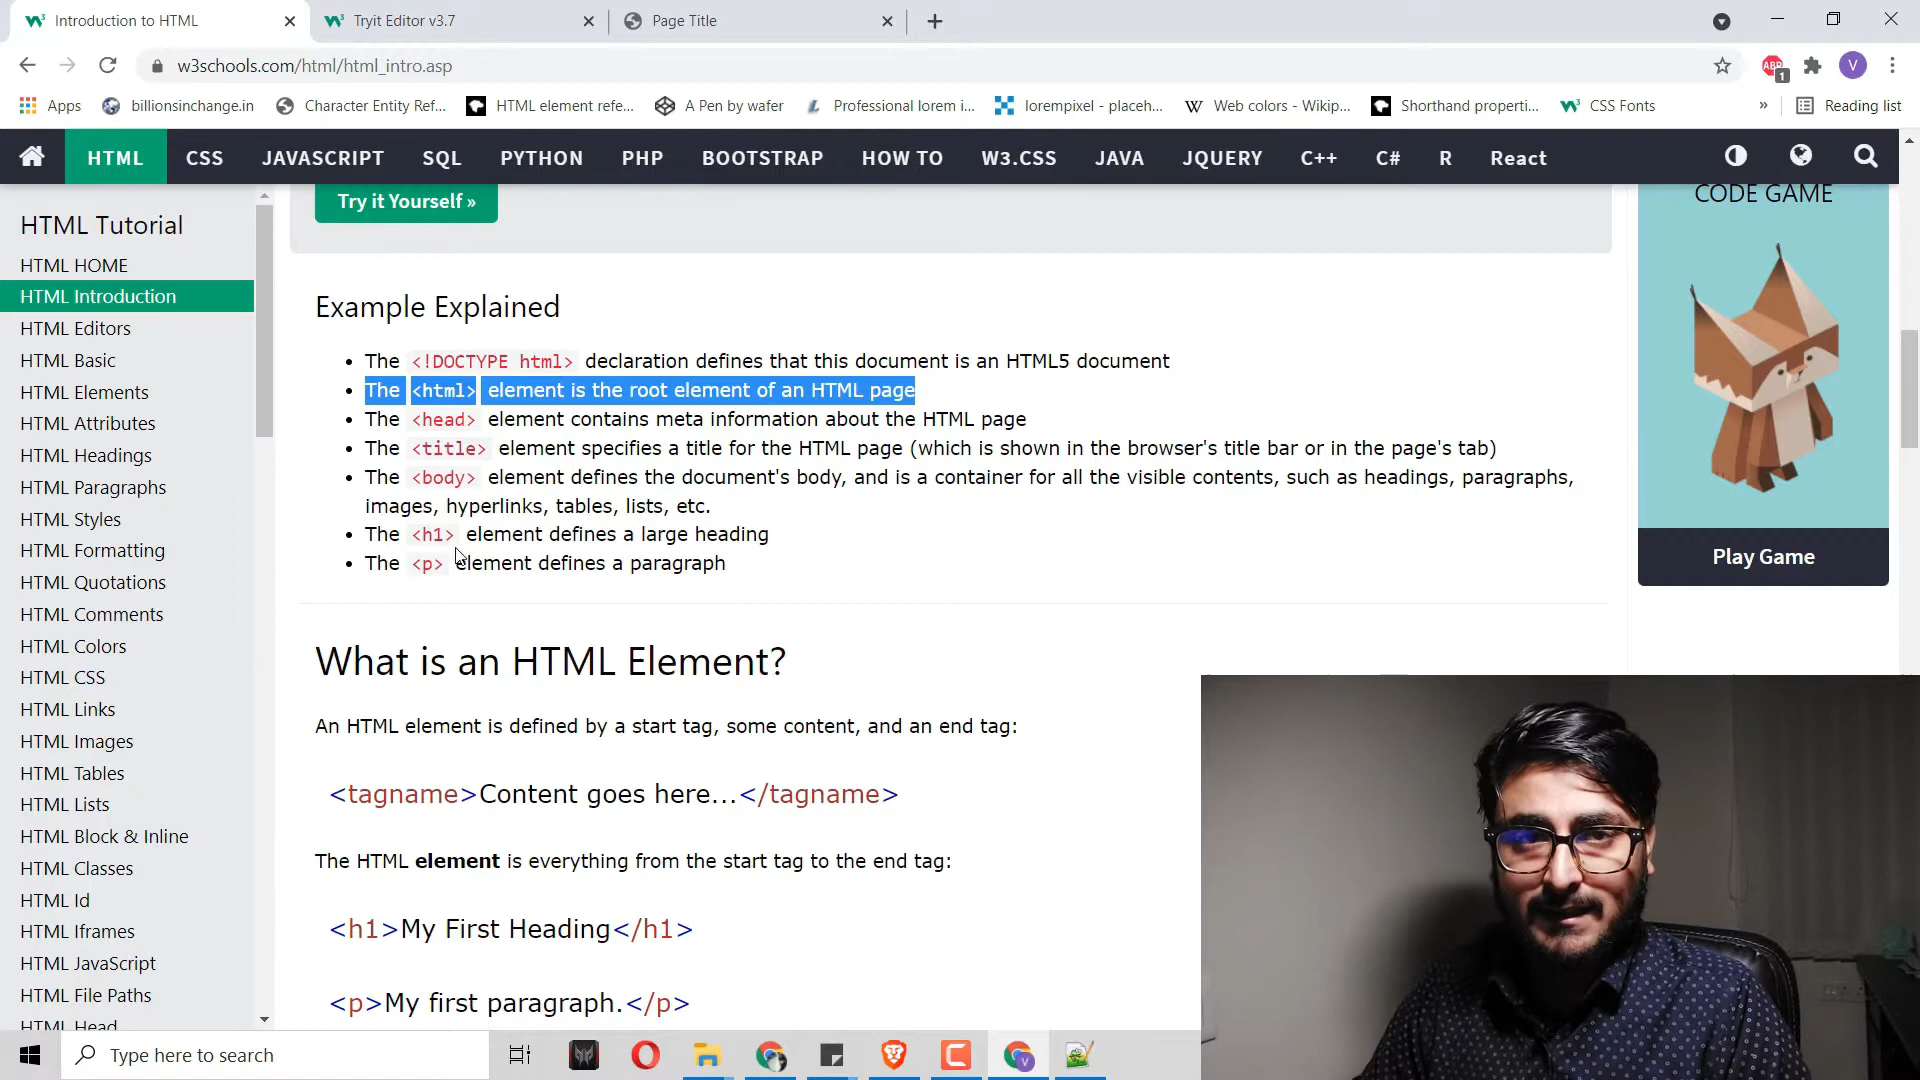 Introduction to HTML
Tryit Editor v3.7
Page Title
w3schools.com/html/html_intro.asp
ABP
1
V
Apps
billionsinchange.in
Character Entity Ref...
HTML element refe...
A Pen by wafer
Professional lorem i...
lorempixel - placeh...
Web colors - Wikip...
Shorthand properti...
CSS Fonts
»
Reading list
HTML
CSS
JAVASCRIPT
SQL
PYTHON
PHP
BOOTSTRAP
HOW TO
W3.CSS
JAVA
JQUERY
C++
C#
R
React
HTML Tutorial
HTML HOME
HTML Introduction
HTML Editors
HTML Basic
HTML Elements
HTML Attributes
HTML Headings
HTML Paragraphs
HTML Styles
HTML Formatting
HTML Quotations
HTML Comments
HTML Colors
HTML CSS
HTML Links
HTML Images
HTML Tables
HTML Lists
HTML Block & Inline
HTML Classes
HTML Id
HTML Iframes
HTML JavaScript
HTML File Paths
HTML Head
Try it Yourself »
Example Explained
• The <!DOCTYPE html> declaration defines that this document is an HTML5 document
• The <html> element is the root element of an HTML page
• The <head> element contains meta information about the HTML page
• The <title> element specifies a title for the HTML page (which is shown in the browser's title bar or in the page's tab)
• The <body> element defines the document's body, and is a container for all the visible contents, such as headings, paragraphs,
images, hyperlinks, tables, lists, etc.
• The <h1> element defines a large heading
• The <p> element defines a paragraph
What is an HTML Element?
An HTML element is defined by a start tag, some content, and an end tag:
<tagname>Content goes here...</tagname>
The HTML element is everything from the start tag to the end tag:
<h1>My First Heading</h1>
<p>My first paragraph.</p>
CODE GAME
Play Game
Type here to search
V